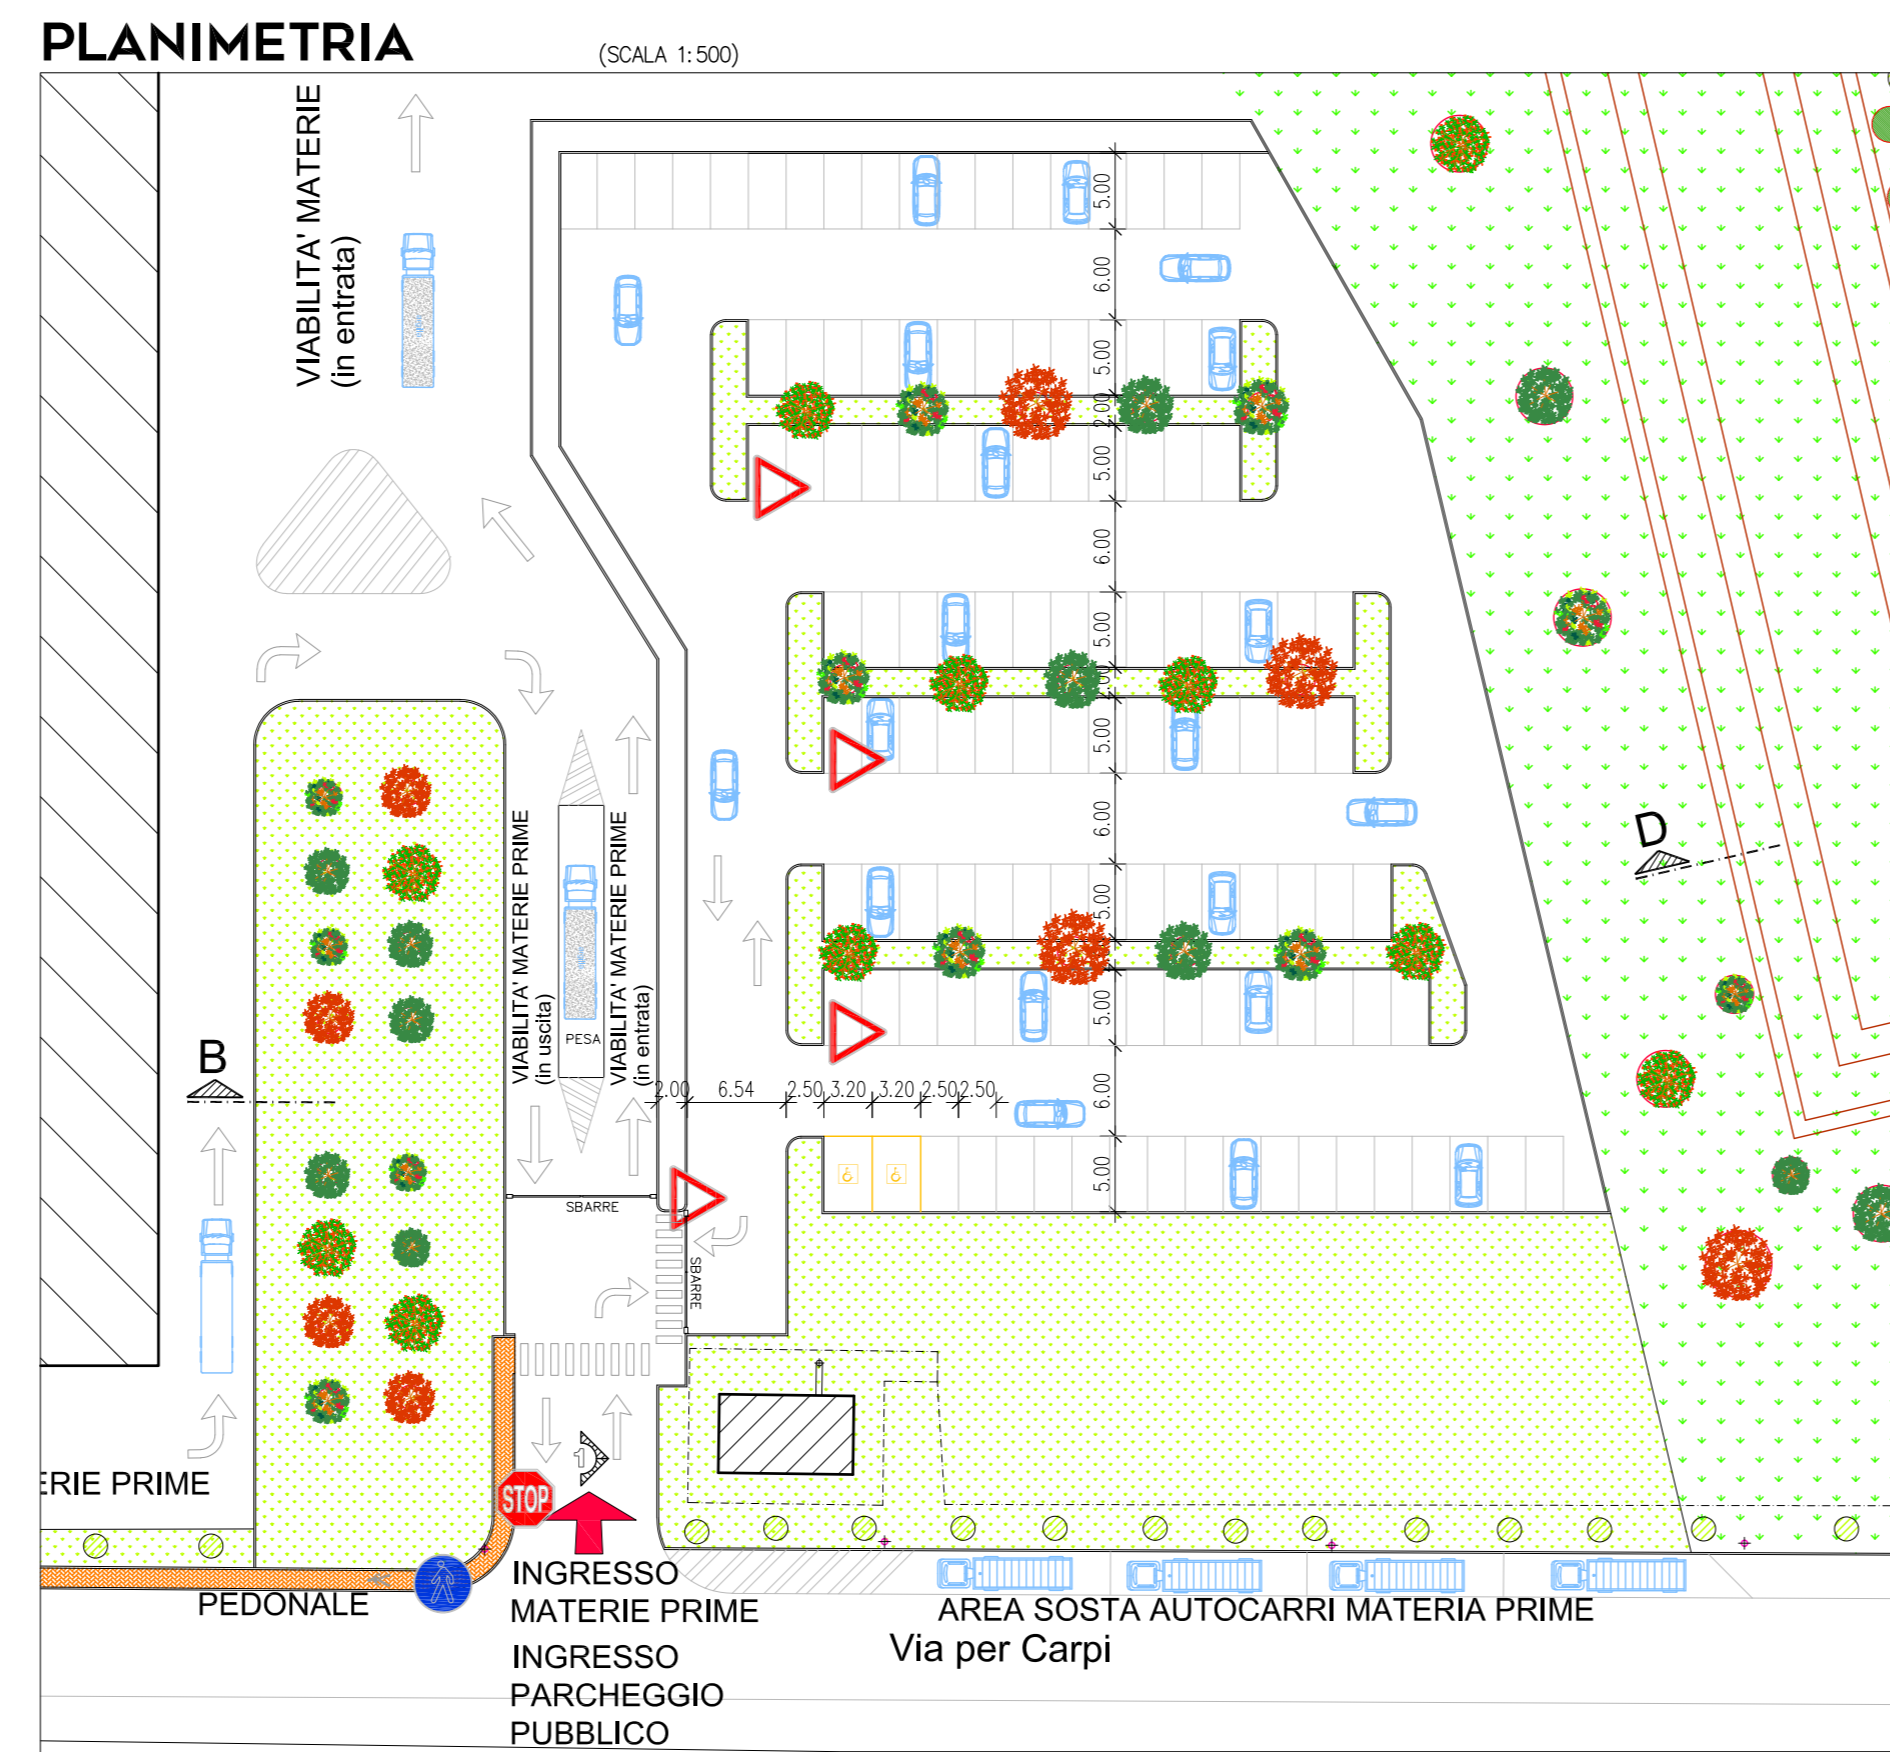 PLANIMETRIA
(SCALA 1:500)
VIABILITA' MATERIE
(in entrata)
5.00
6.00
5.00
2.00
5.00
6.00
5.00
5.00
6.00
5.00
5.00
6.00
5.00
VIABILITA' MATERIE PRIME
(in uscita)
PESA
VIABILITA' MATERIE PRIME
(in entrata)
D
B
2.00 6.54 2.50 3.20 3.20 2.50 2.50
SBARRE
SBARRE
1
ERIE PRIME
STOP
PEDONALE
INGRESSO
MATERIE PRIME
INGRESSO
PARCHEGGIO
PUBBLICO
AREA SOSTA AUTOCARRI MATERIA PRIME
Via per Carpi